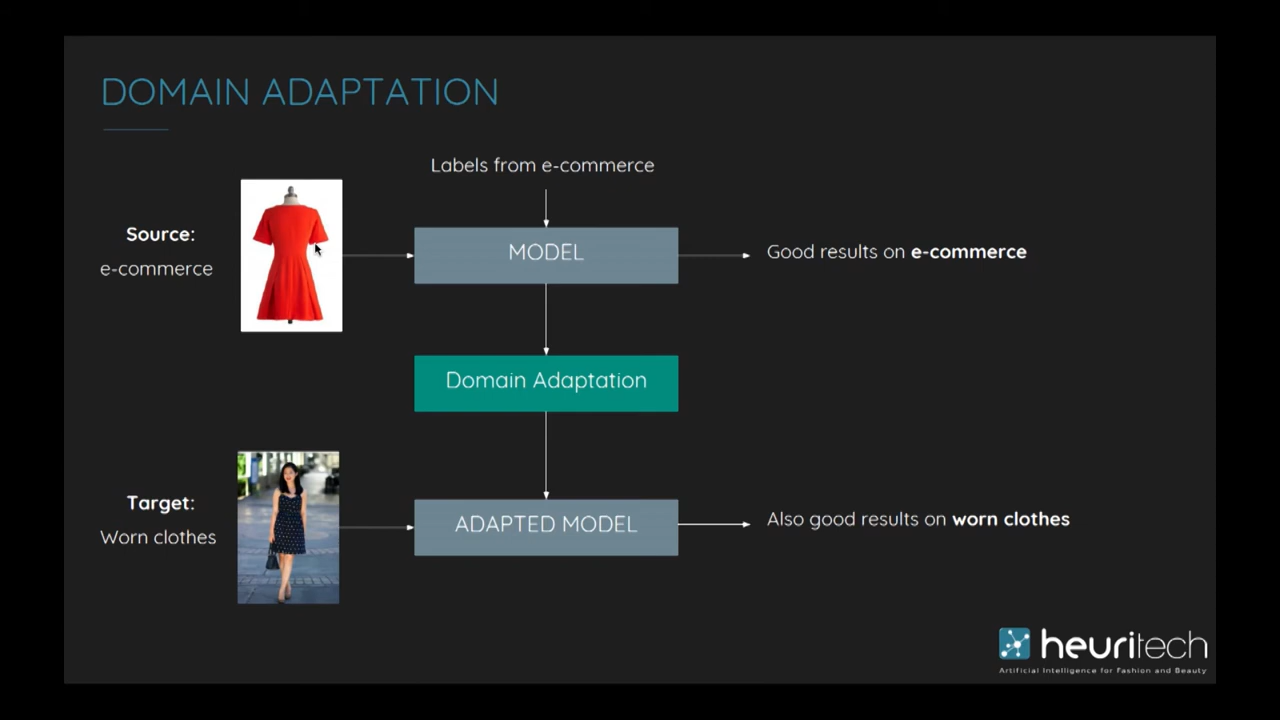 DOMAIN ADAPTATION
Labels from e-commerce
Source:
e-commerce
MODEL
Good results on e-commerce
Domain Adaptation
Target:
Worn clothes
ADAPTED MODEL
Also good results on worn clothes
heuritech
Artificial Intelligence for Fashion and Beauty